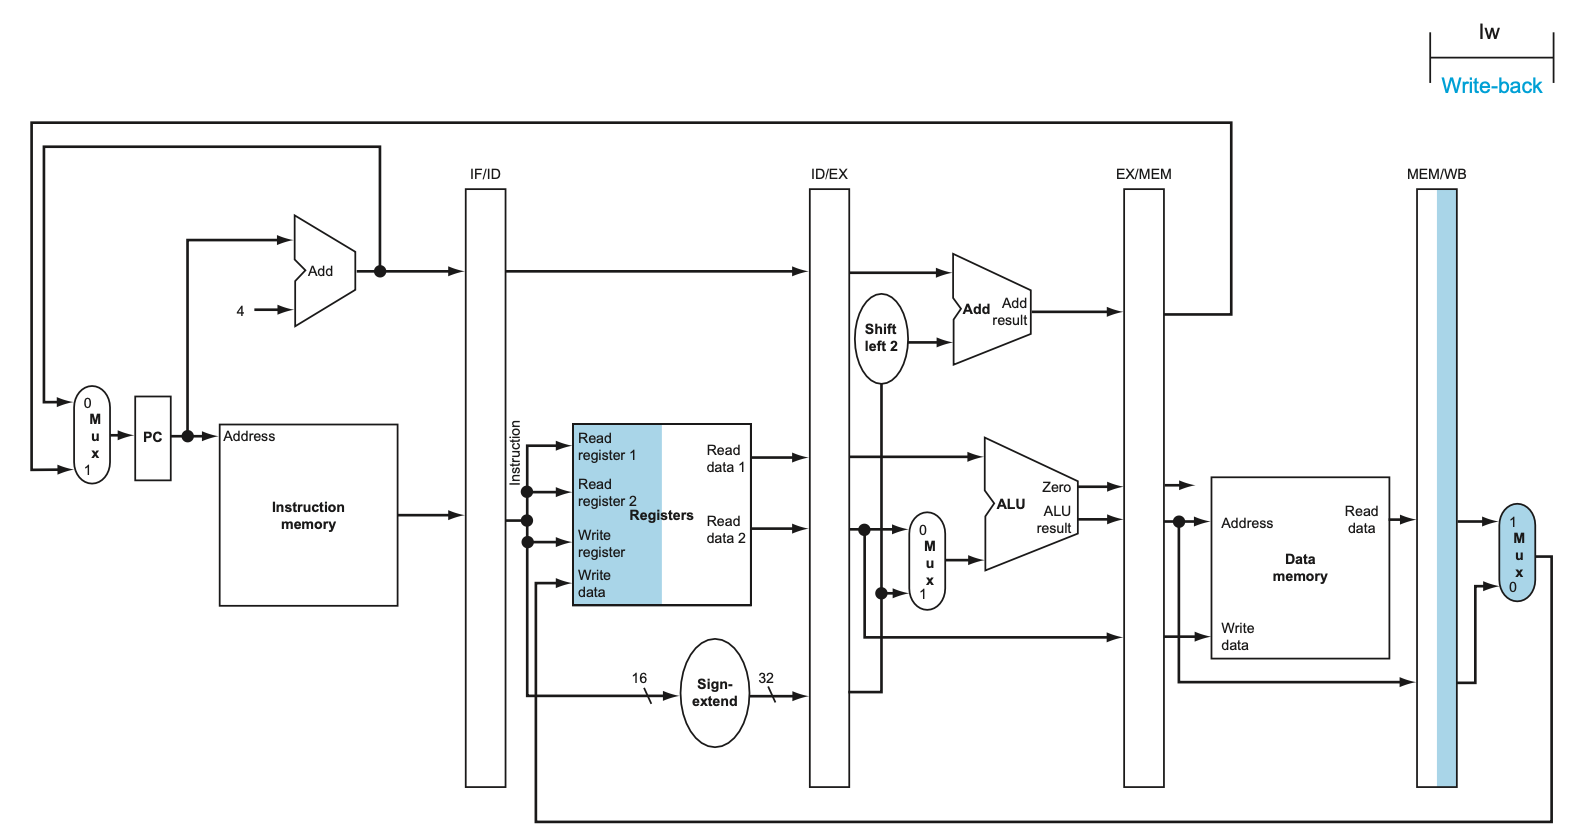 lw
Write-back
IF/ID
ID/EX
EX/MEM
MEM/WB
Add
4
Add
Add
result
Shift
left 2
0
M
u
x
1
PC
Address
Instruction
memory
Instruction
Read
register 1
Read
register 2
Write
register
Write
data
Registers
Read
data 1
Read
data 2
16
Sign-
extend
32
0
M
u
x
1
Zero
ALU
ALU
result
Address
Read
data
Data
memory
Write
data
1
M
u
x
0